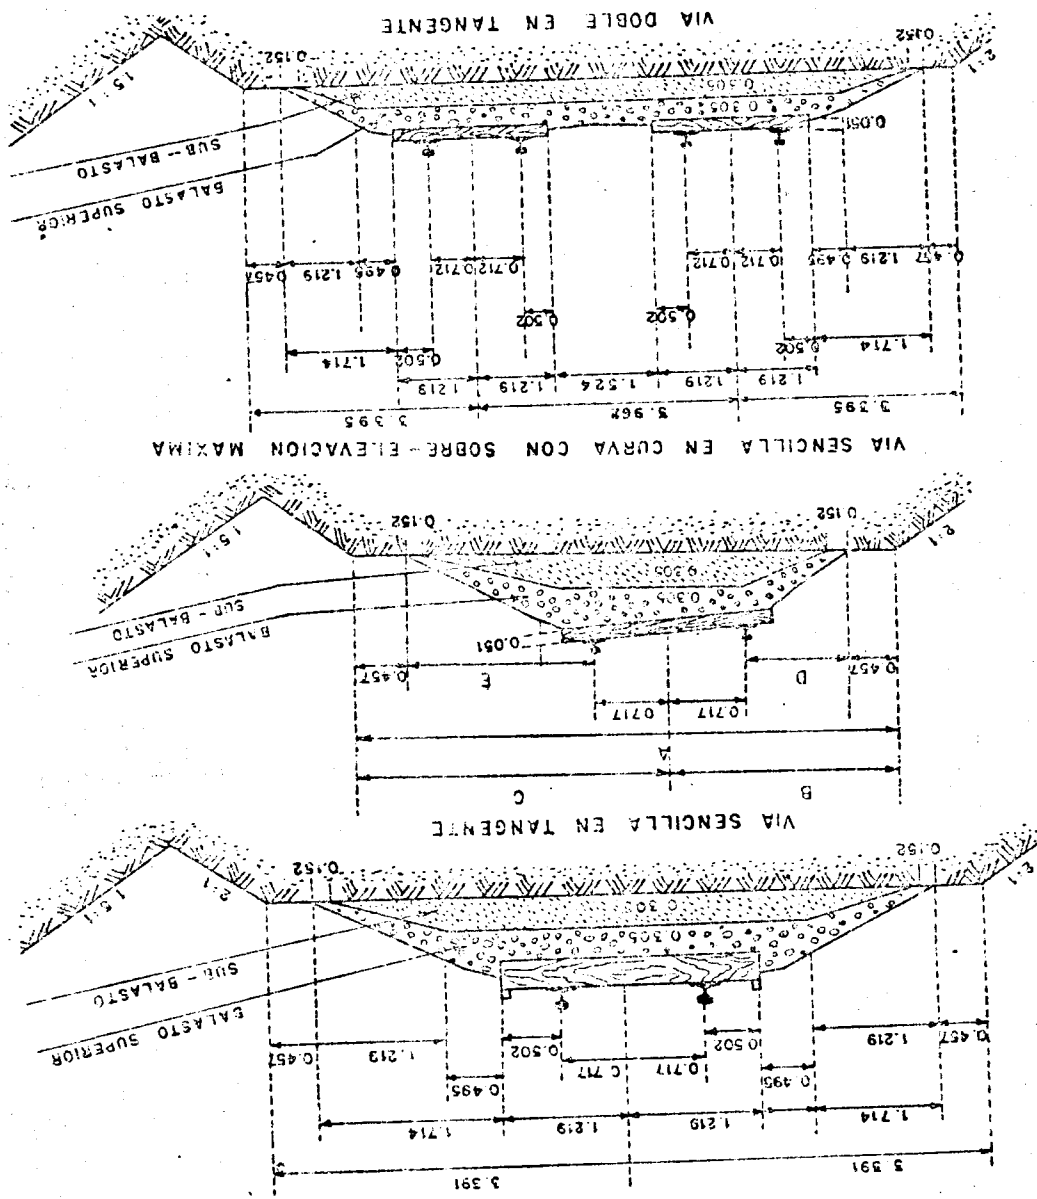 3.391 3.391
1.714 1.219 1.219 1.714
0.495 0.717 0.717 0.495
0.457 1.219 0.502 0.502 1.219 0.457
BALASTO SUPERIOR
SUB-BALASTO
0.305
0.30
2:1 2:1 1.5:1
0.152 0.152
VIA SENCILLA EN TANGENTE
B C
A
0.717 0.717
0.457 D E 0.457
0.051
BALASTO SUPERIOR
SUB-BALASTO
0.305
0.305
2:1 1.5:1
0.152 0.152
VIA SENCILLA EN CURVA CON SOBRE-ELEVACION MAXIMA
3.395 3.962 3.395
1.219 1.219 1.524 1.219 1.219
1.714 0.502 0.502 1.714
0.502 0.502
0.457 1.219 0.495 0.712 0.712 0.712 0.712 0.495 1.219 0.457
BALASTO SUPERIOR
SUB-BALASTO
0.051
0.305
0.305
2:1 1.5:1
0.152 0.152
VIA DOBLE EN TANGENTE